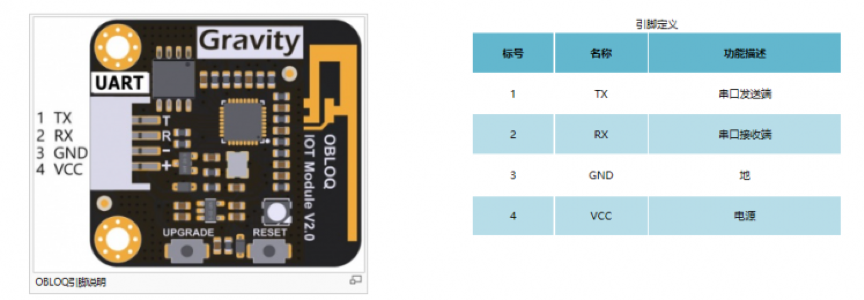 Gravity
UART
1 TX
2 RX
3 GND
4 VCC
T
R
-
+
OBLOQ
IOT Module V2.0
UPGRADE
RESET
OBLOQ引脚说明
引脚定义
标号 名称 功能描述
1 TX 串口发送端
2 RX 串口接收端
3 GND 地
4 VCC 电源